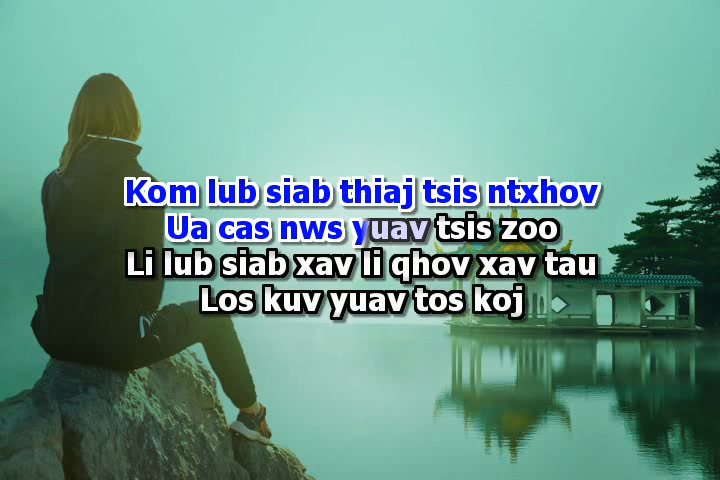 Kom lub siab thiaj tsis ntxhov
Ua cas nws yuav tsis zoo
Li lub siab xav li qhov xav tau
Los kuv yuav tos koj